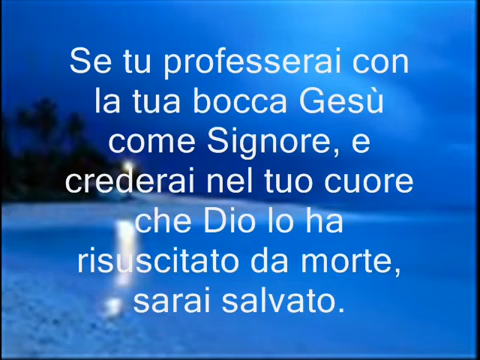 Se tu professerai con
la tua bocca Gesù
come Signore, e
crederai nel tuo cuore
che Dio lo ha
risuscitato da morte,
sarai salvato.